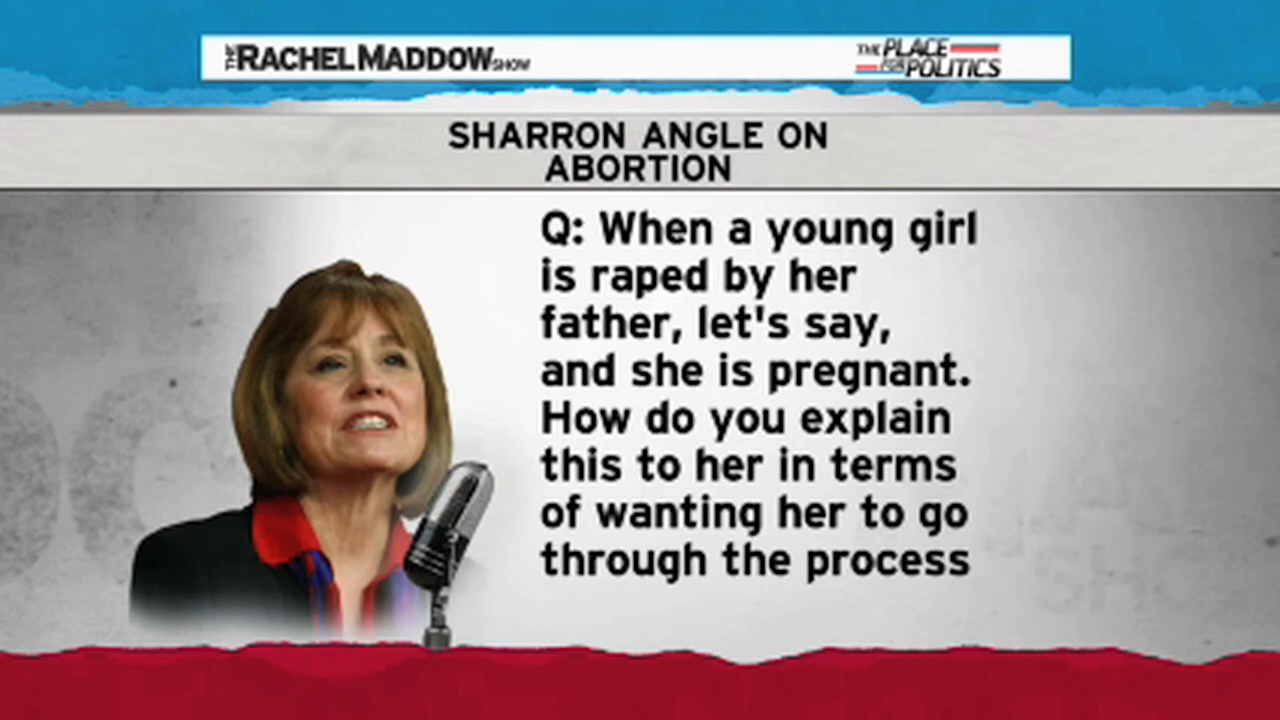 THE RACHEL MADDOW SHOW
THE PLACE
FOR POLITICS
SHARRON ANGLE ON
ABORTION
Q: When a young girl
is raped by her
father, let's say,
and she is pregnant.
How do you explain
this to her in terms
of wanting her to go
through the process